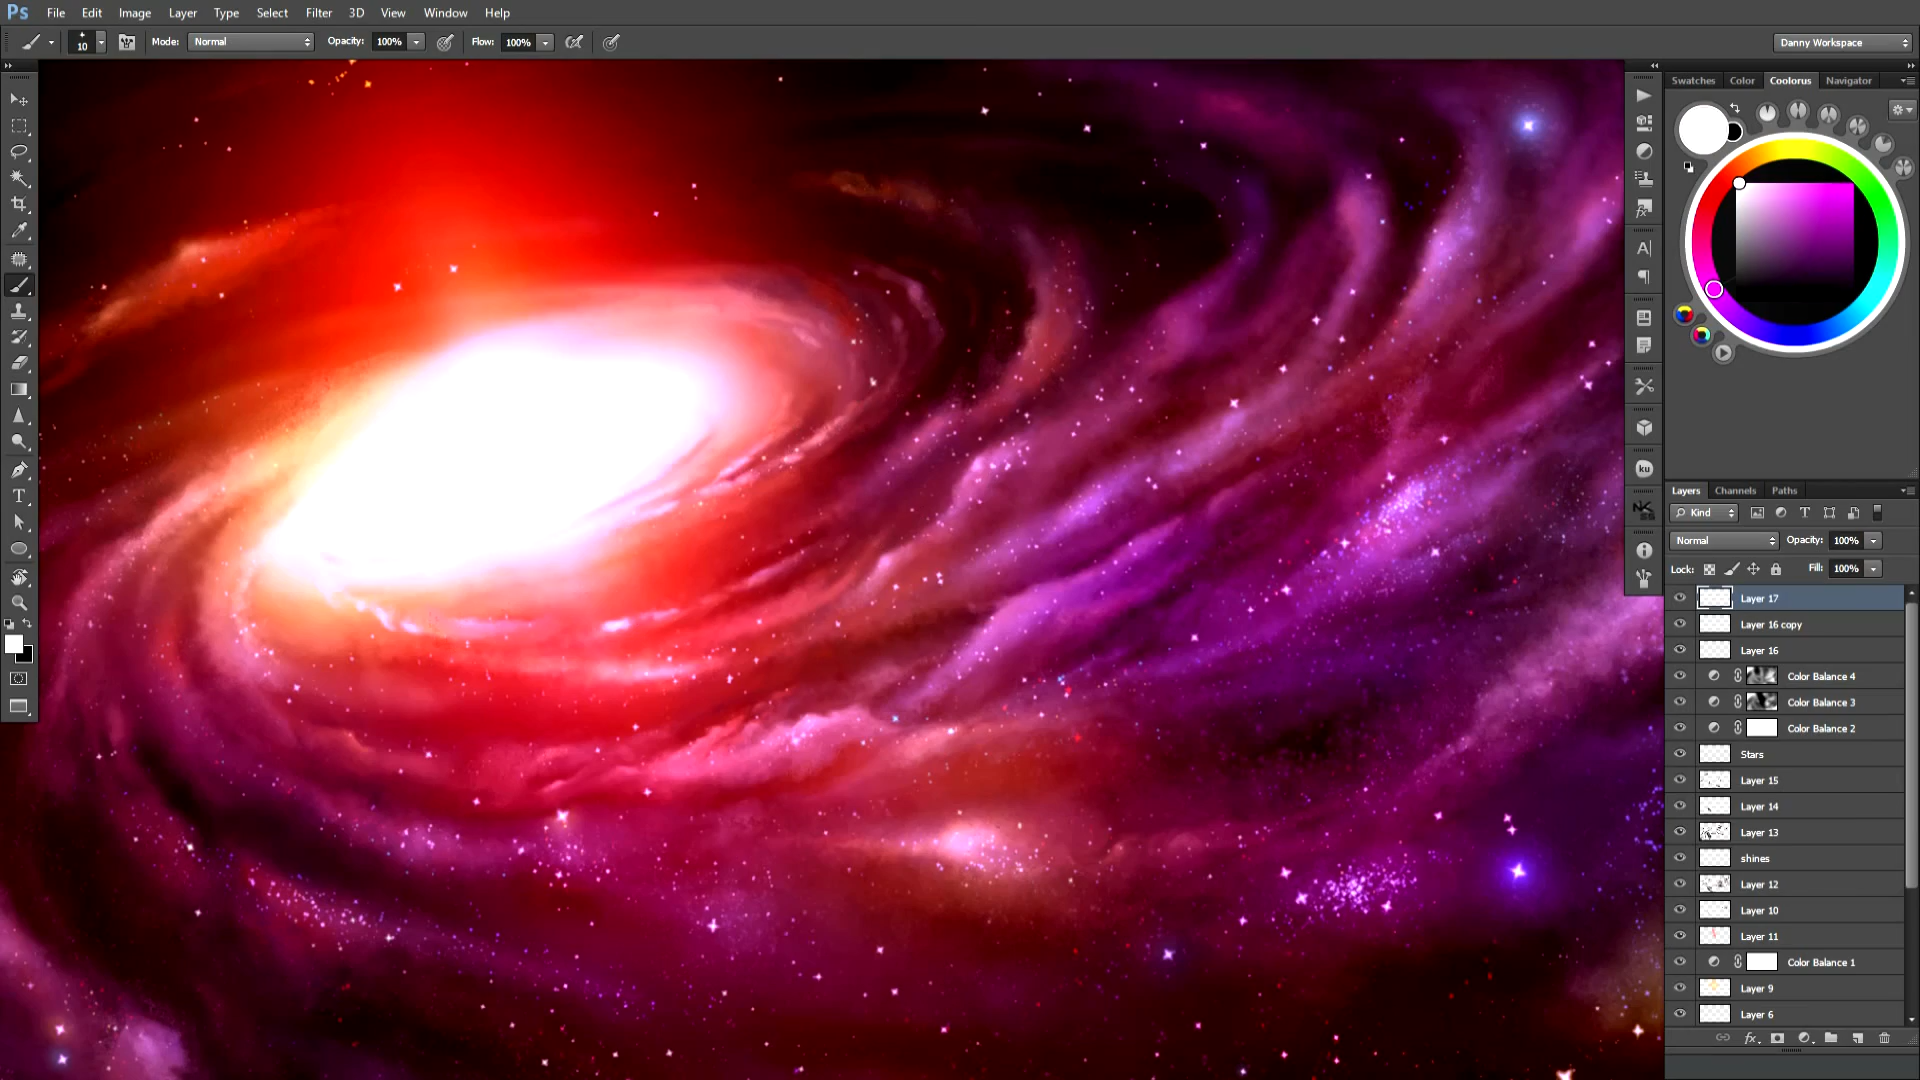 Ps File Edit Image Layer Type Select Filter 3D View Window Help
10 Mode: Normal Opacity: 100% Flow: 100% Danny Workspace
Swatches Color Coolorus Navigator
A
ku
T
Layers Channels Paths
Kind T
Normal Opacity: 100%
Lock: Fill: 100%
Layer 17
Layer 16 copy
Layer 16
Color Balance 4
Color Balance 3
Color Balance 2
Stars
Layer 15
Layer 14
Layer 13
shines
Layer 12
Layer 10
Layer 11
Color Balance 1
Layer 9
Layer 6
fx